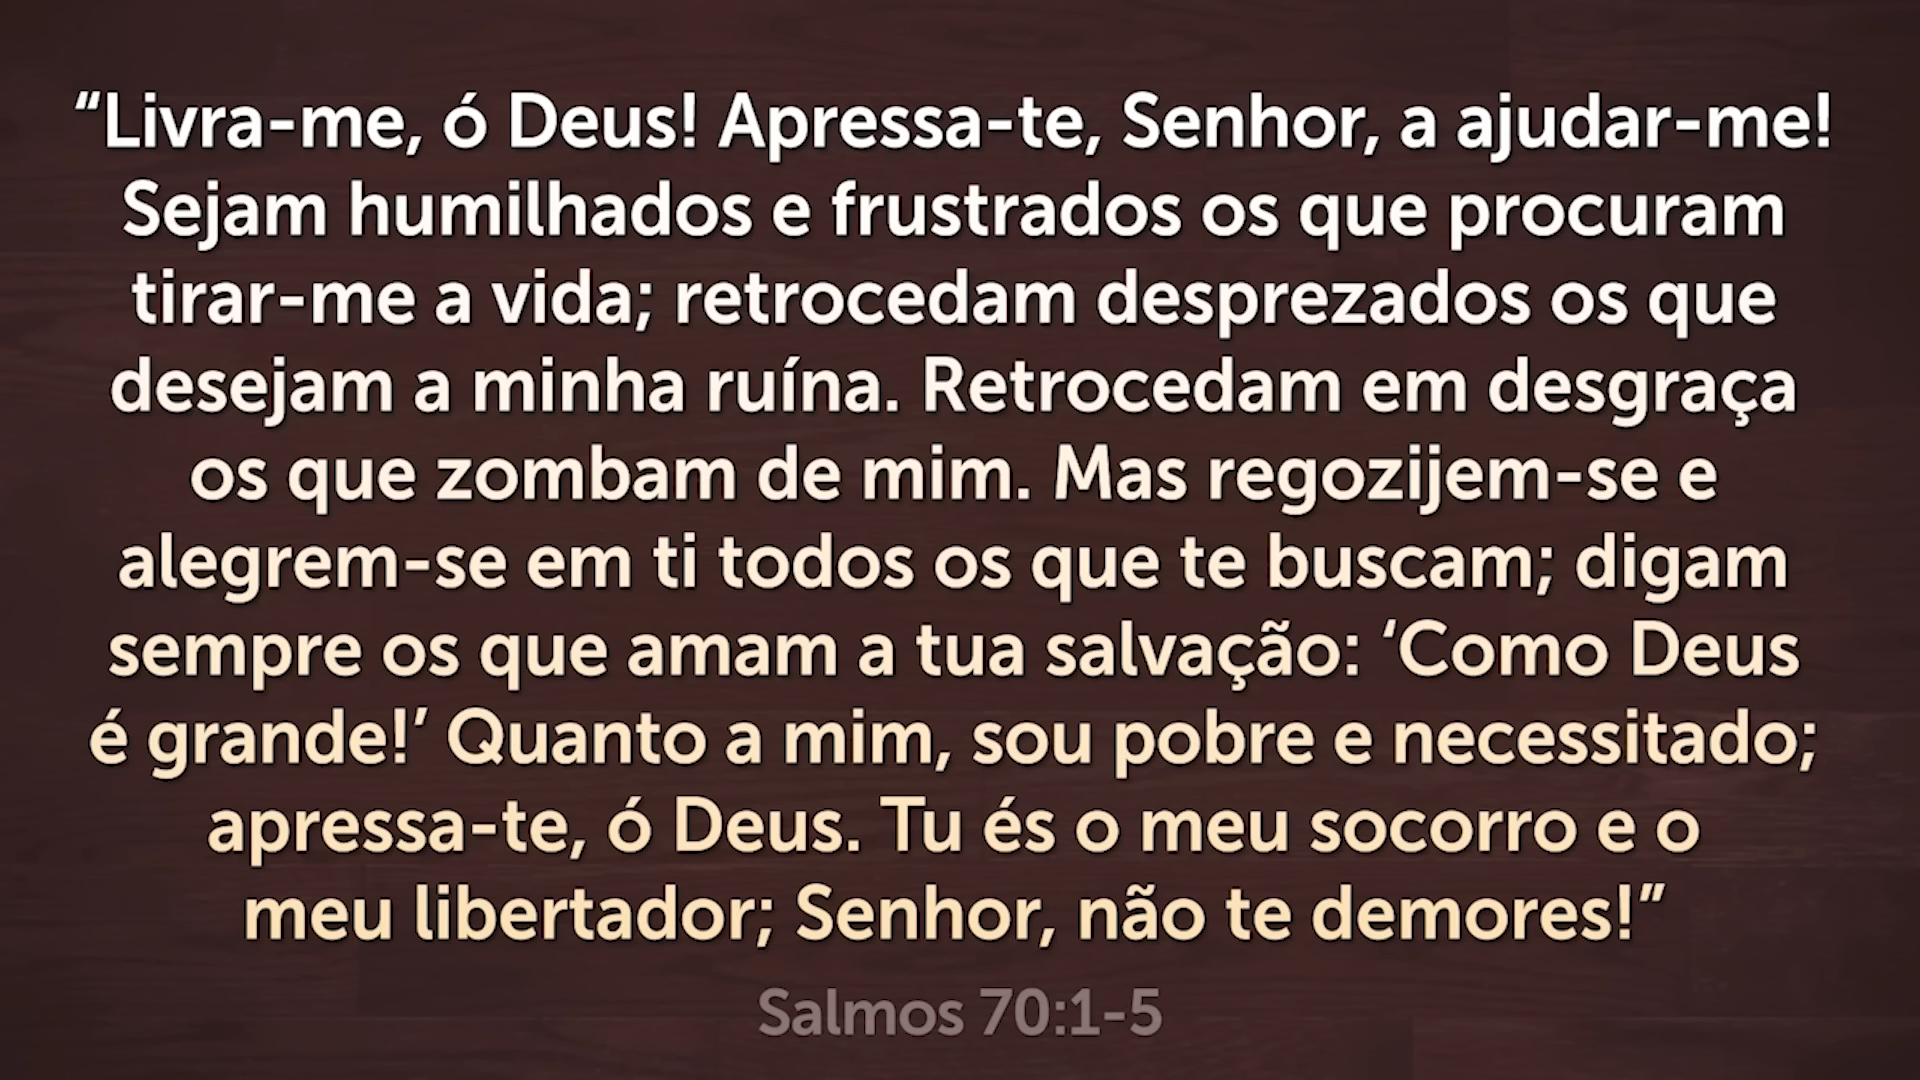 “Livra-me, ó Deus! Apressa-te, Senhor, a ajudar-me!
Sejam humilhados e frustrados os que procuram
tirar-me a vida; retrocedam desprezados os que
desejam a minha ruína. Retrocedam em desgraça
os que zombam de mim. Mas regozijem-se e
alegrem-se em ti todos os que te buscam; digam
sempre os que amam a tua salvação: ‘Como Deus
é grande!’ Quanto a mim, sou pobre e necessitado;
apressa-te, ó Deus. Tu és o meu socorro e o
meu libertador; Senhor, não te demores!”
Salmos 70:1-5